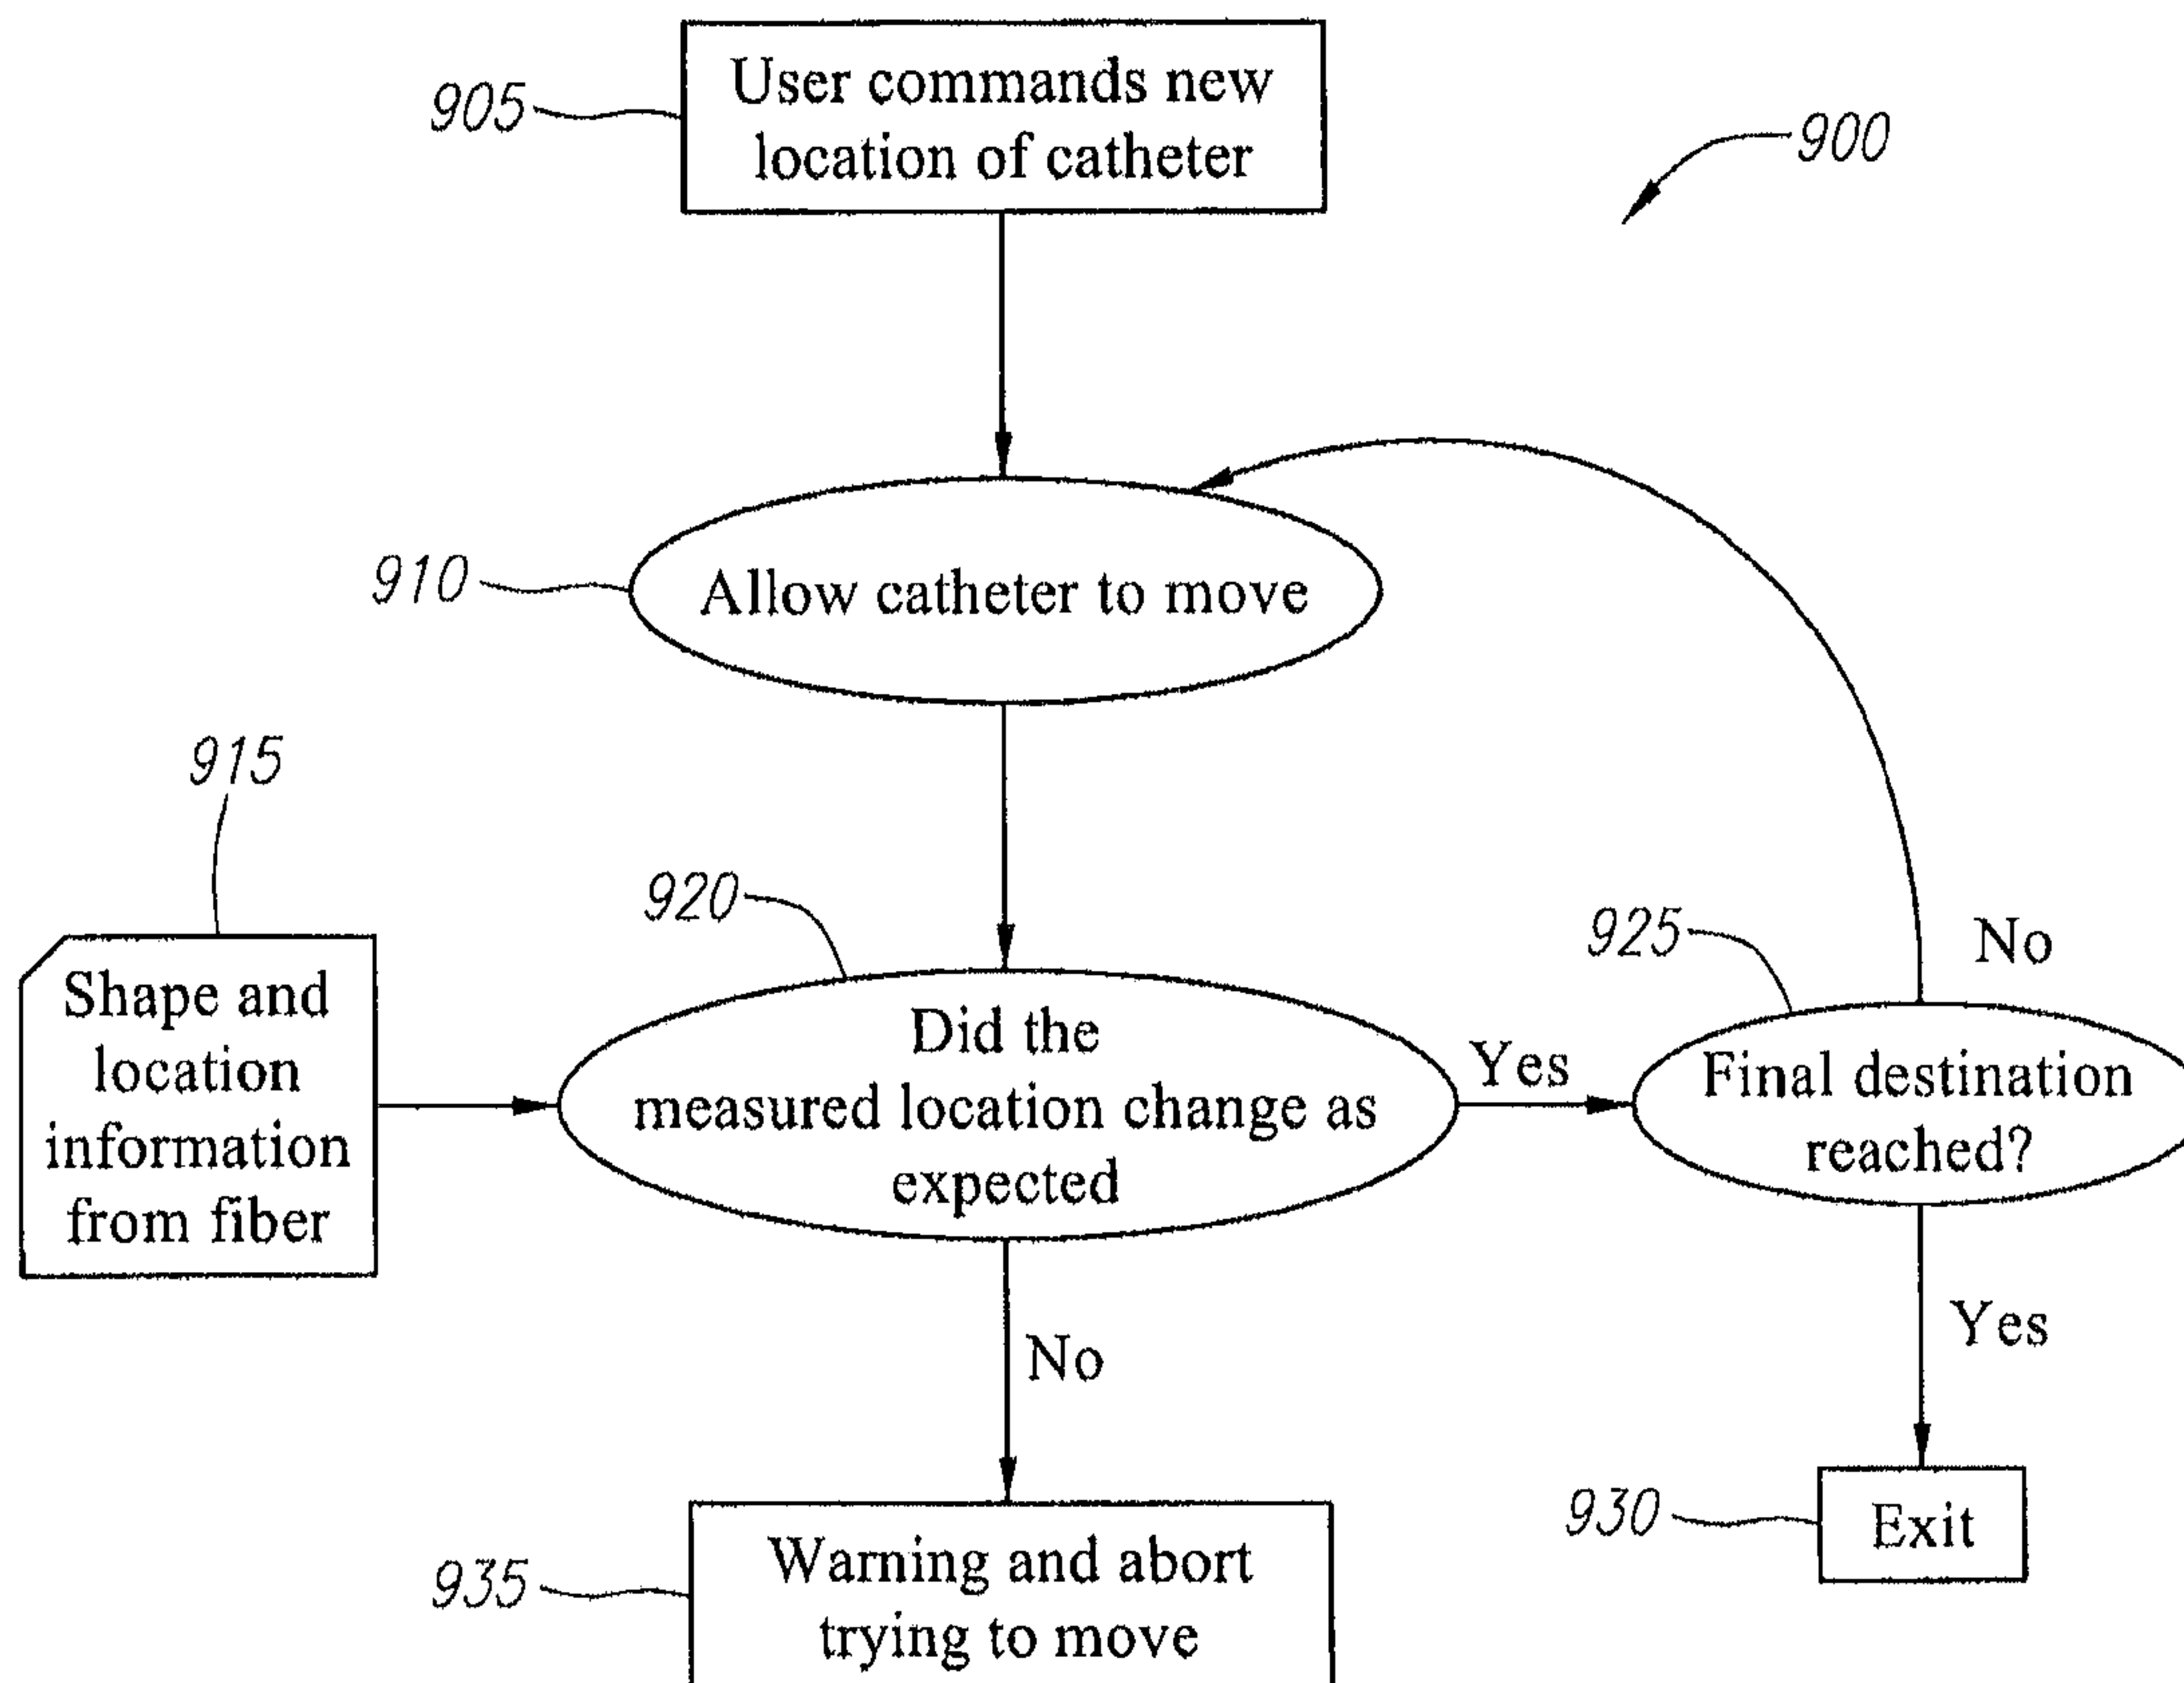 905
User commands new
location of catheter
900
910
Allow catheter to move
915
Shape and
location
information
from fiber
920
Did the
measured location change as
expected
Yes
925
No
Final destination
reached?
Yes
No
930
Exit
935
Warning and abort
trying to move